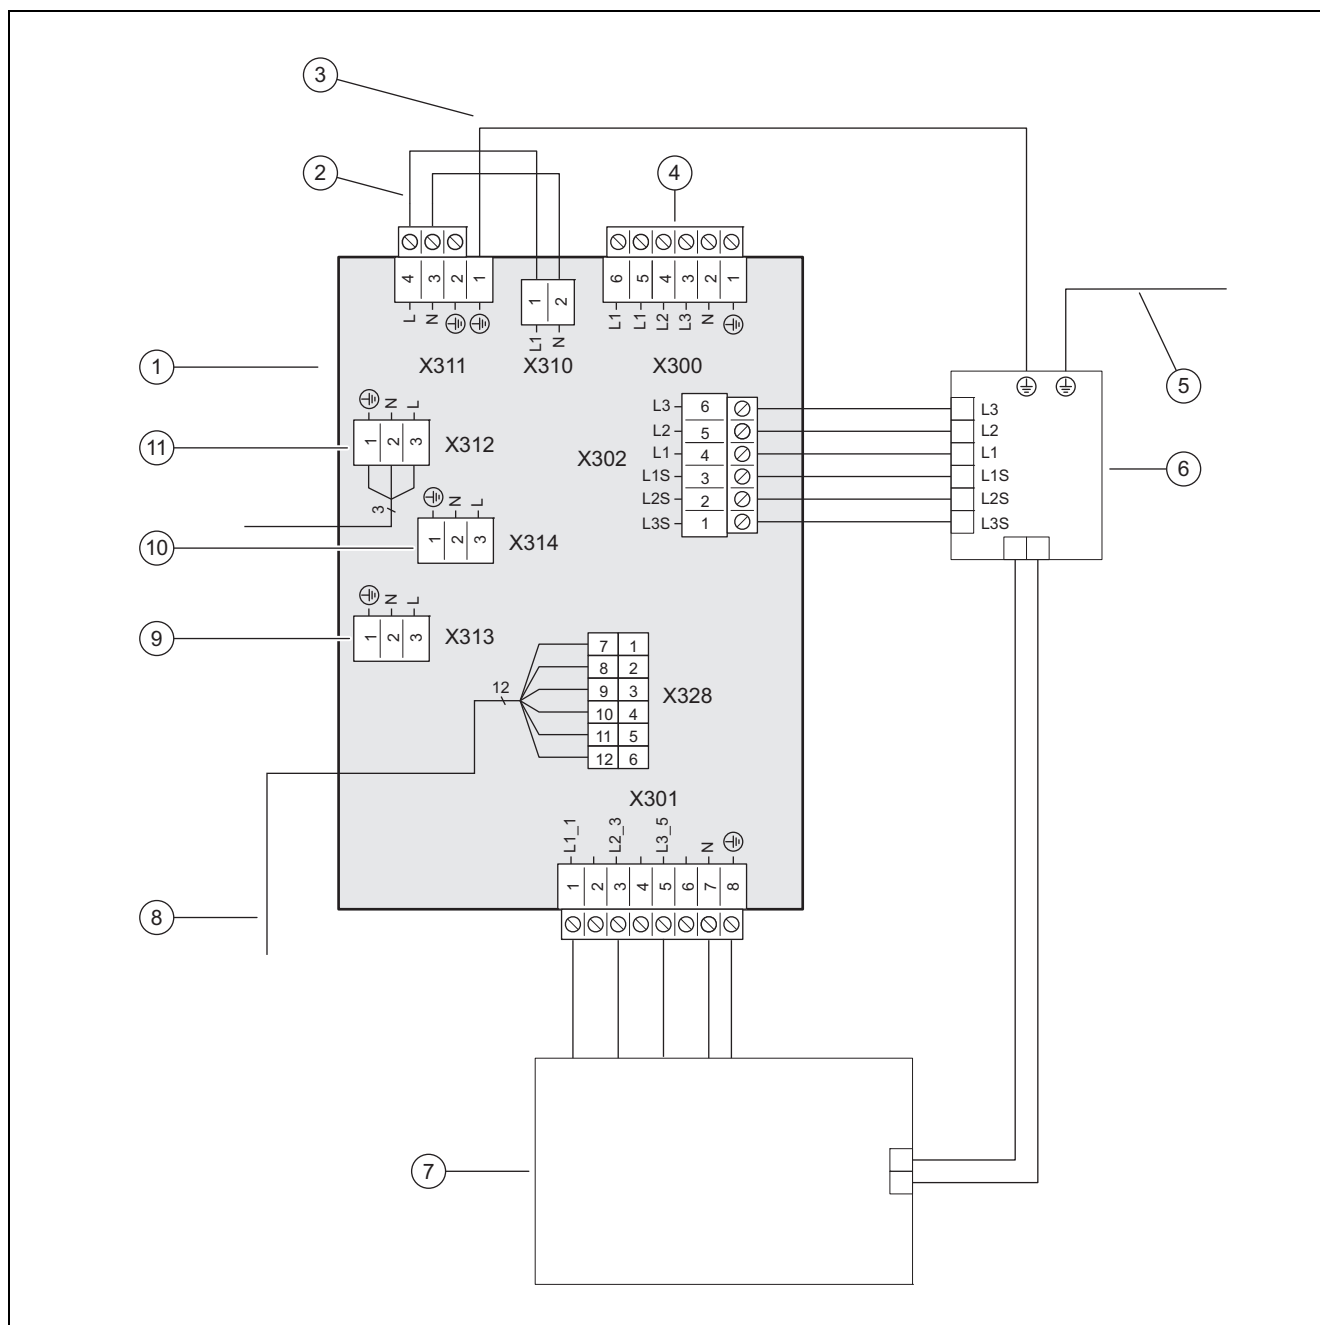 3
2
4
4 3 2 1
L N
1 2
L1 N
6 5 4 3 2 1
L1 L1 L2 L3 N
X311
X310
X300
1
5
N L
1 2 3
X312
11
3
L3 6
L2 5
L1 4
L1S 3
L2S 2
L3S 1
X302
L3
L2
L1
L1S
L2S
L3S
6
N L
1 2 3
X314
10
N L
1 2 3
X313
9
12
7 1
8 2
9 3
10 4
11 5
12 6
X328
X301
L1_1 L2_3 L3_5 N
1 2 3 4 5 6 7 8
8
7